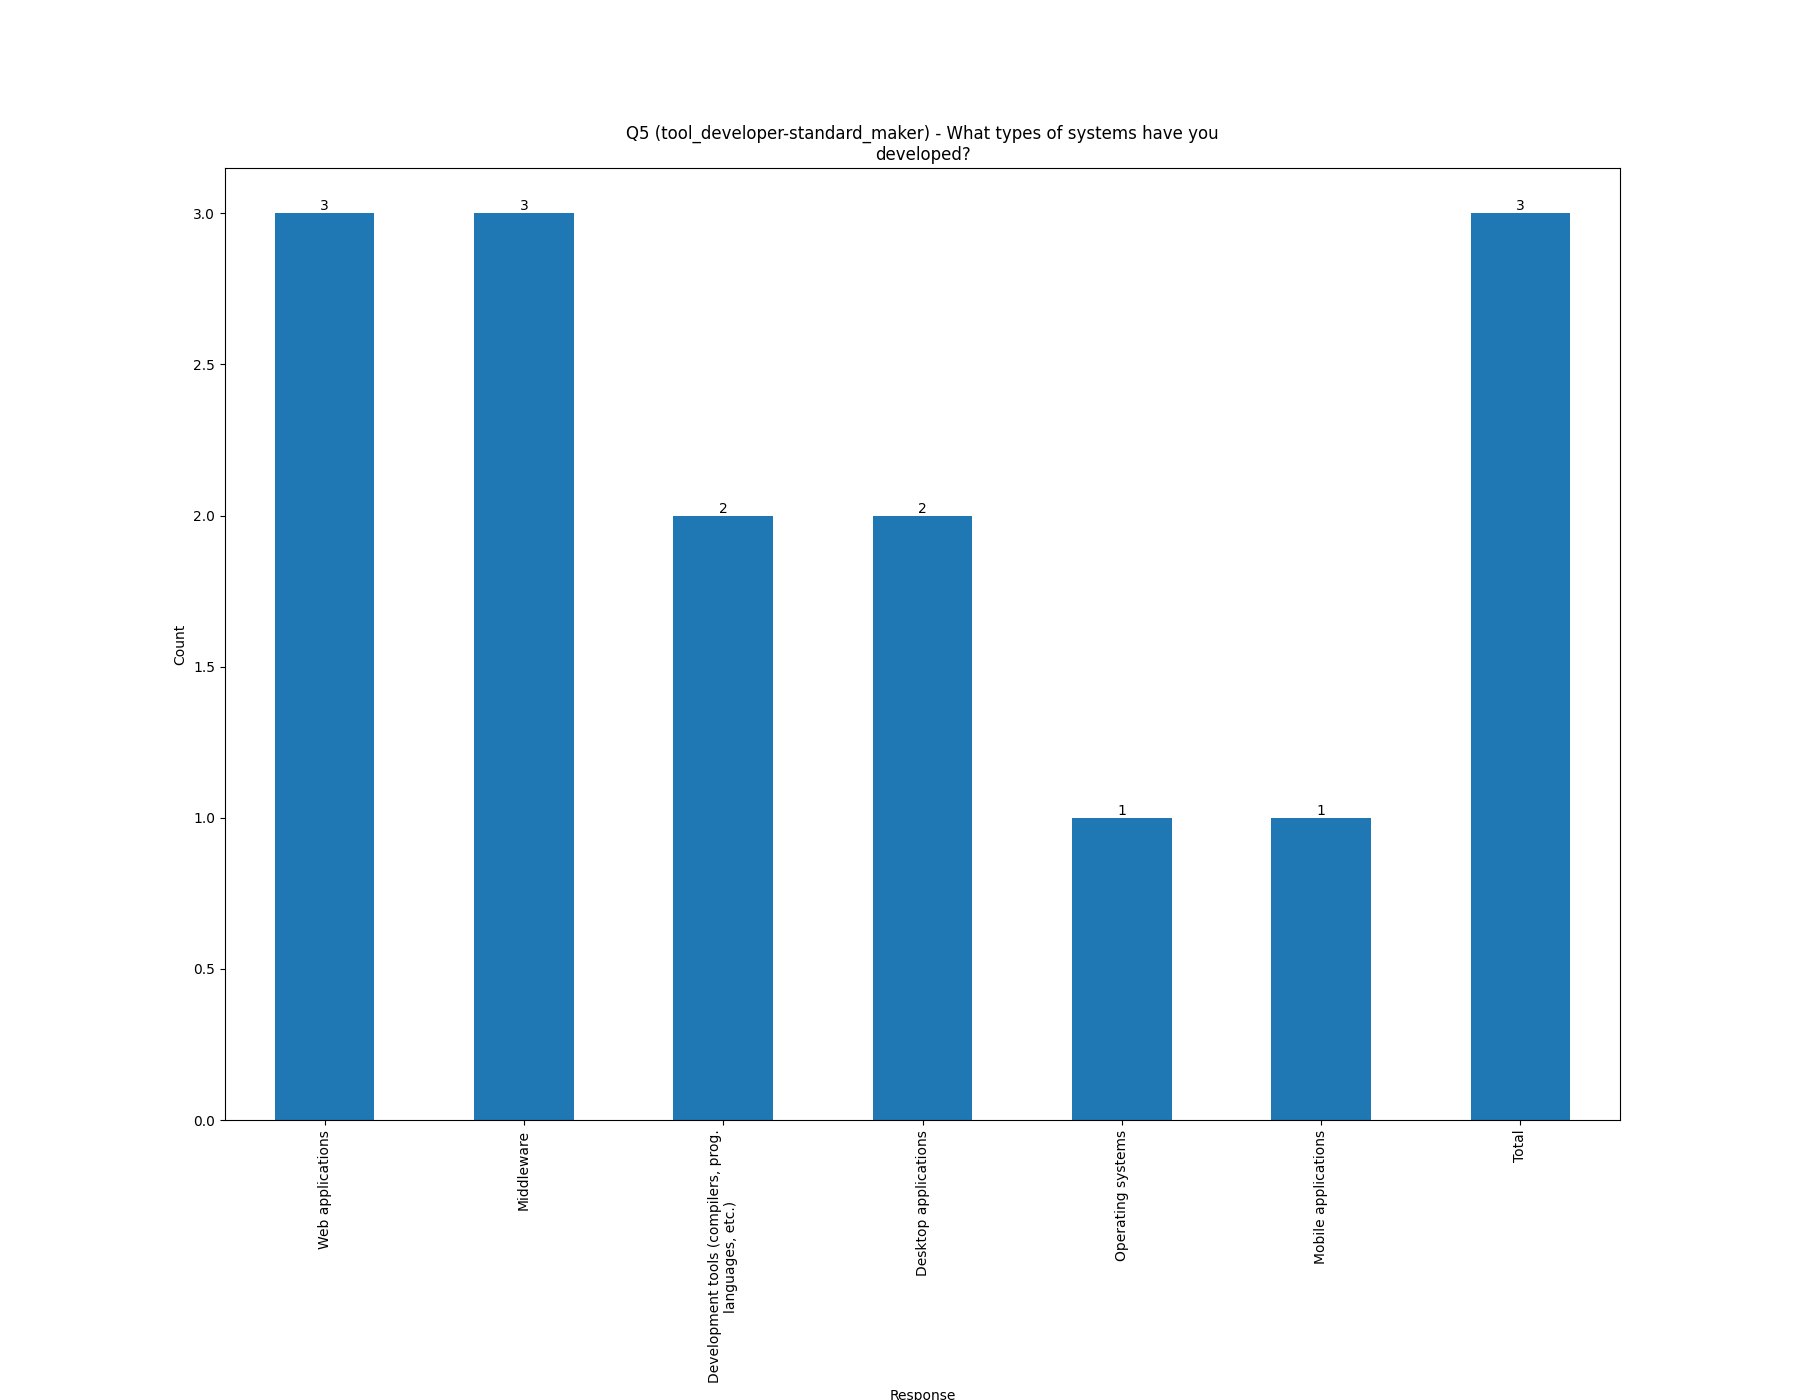 Q5 (tool_developer-standard_maker) - What types of systems have you
developed?
3
3
2
2
1
1
3
3.0
2.5
2.0
1.5
1.0
0.5
0.0
Count
Web applications
Middleware
Development tools (compilers, prog.
languages, etc.)
Desktop applications
Operating systems
Mobile applications
Total
Response